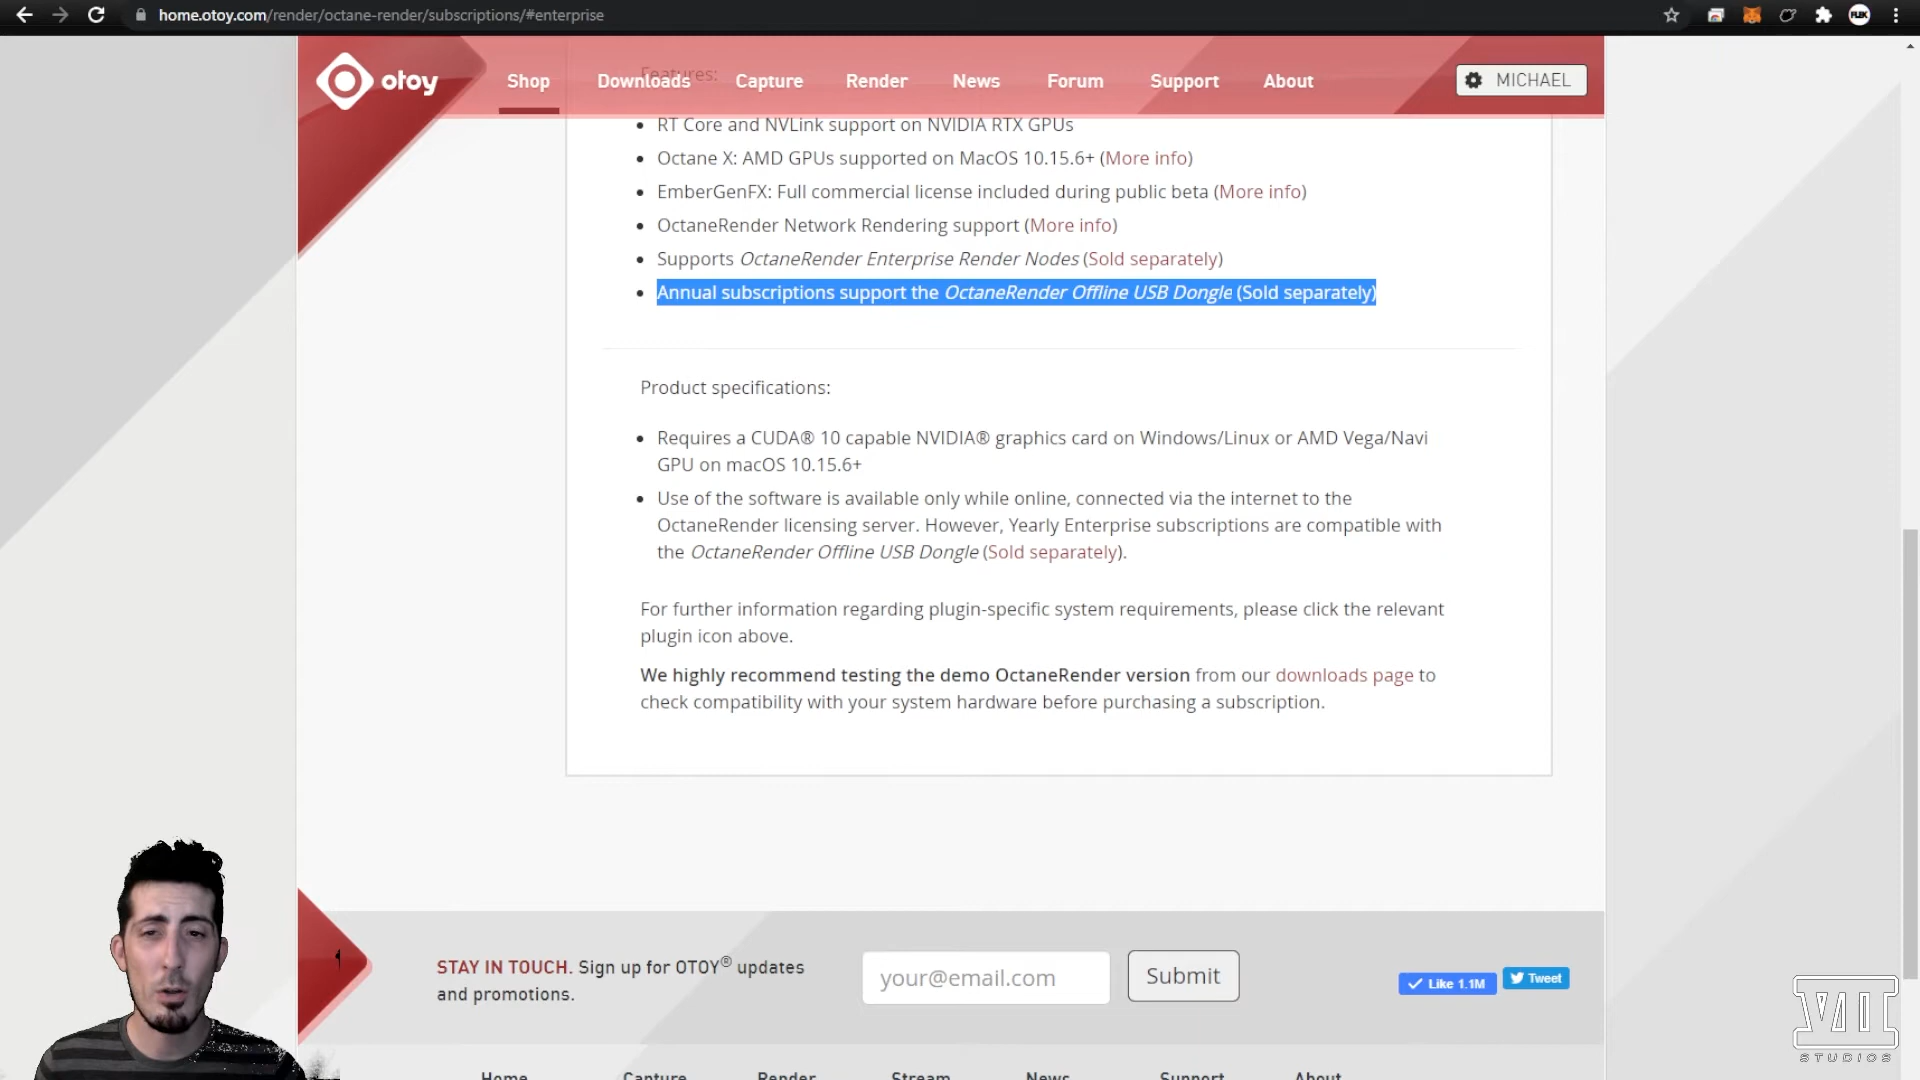 home.otoy.com/render/octane-render/subscriptions/#enterprise
FLEX
otoy
Shop Downloads Capture Render News Forum Support About
MICHAEL
Features:
• RT Core and NVLink support on NVIDIA RTX GPUs
• Octane X: AMD GPUs supported on MacOS 10.15.6+ (More info)
• EmberGenFX: Full commercial license included during public beta (More info)
• OctaneRender Network Rendering support (More info)
• Supports OctaneRender Enterprise Render Nodes (Sold separately)
• Annual subscriptions support the OctaneRender Offline USB Dongle (Sold separately)
Product specifications:
• Requires a CUDA® 10 capable NVIDIA® graphics card on Windows/Linux or AMD Vega/Navi
GPU on macOS 10.15.6+
• Use of the software is available only while online, connected via the internet to the
OctaneRender licensing server. However, Yearly Enterprise subscriptions are compatible with
the OctaneRender Offline USB Dongle (Sold separately).
For further information regarding plugin-specific system requirements, please click the relevant
plugin icon above.
We highly recommend testing the demo OctaneRender version from our downloads page to
check compatibility with your system hardware before purchasing a subscription.
STAY IN TOUCH. Sign up for OTOY® updates
and promotions.
your@email.com
Submit
Like 1.1M
Tweet
VII
STUDIOS
Home Capture Render Stream News Support About